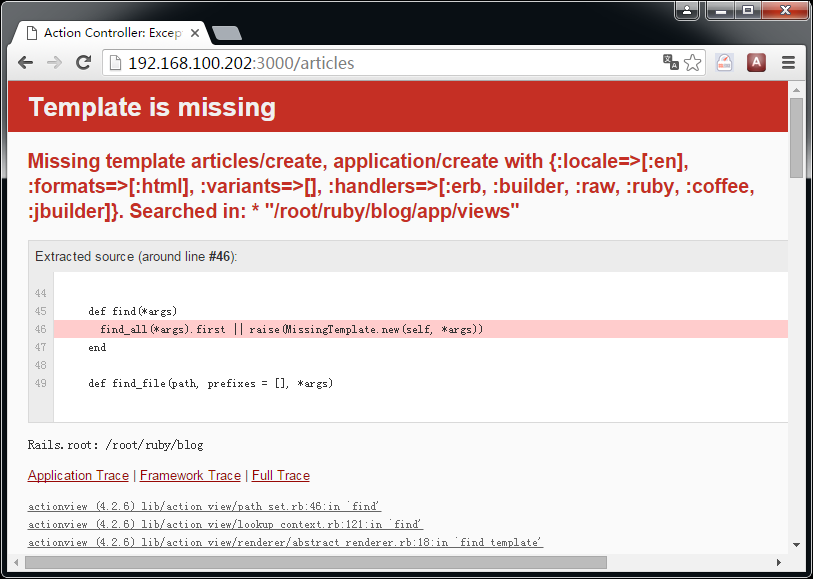 Action Controller: Excep
192.168.100.202:3000/articles
A
Template is missing
Missing template articles/create, application/create with {:locale=>[:en],
:formats=>[:html], :variants=>[], :handlers=>[:erb, :builder, :raw, :ruby, :coffee,
:jbuilder]}. Searched in: * "/root/ruby/blog/app/views"
Extracted source (around line #46):
44
45 def find(*args)
46 find_all(*args).first || raise(MissingTemplate.new(self, *args))
47 end
48
49 def find_file(path, prefixes = [], *args)
Rails.root: /root/ruby/blog
Application Trace | Framework Trace | Full Trace
actionview (4.2.6) lib/action_view/path_set.rb:46:in `find'
actionview (4.2.6) lib/action_view/lookup_context.rb:121:in `find'
actionview (4.2.6) lib/action_view/renderer/abstract_renderer.rb:18:in `find_template'